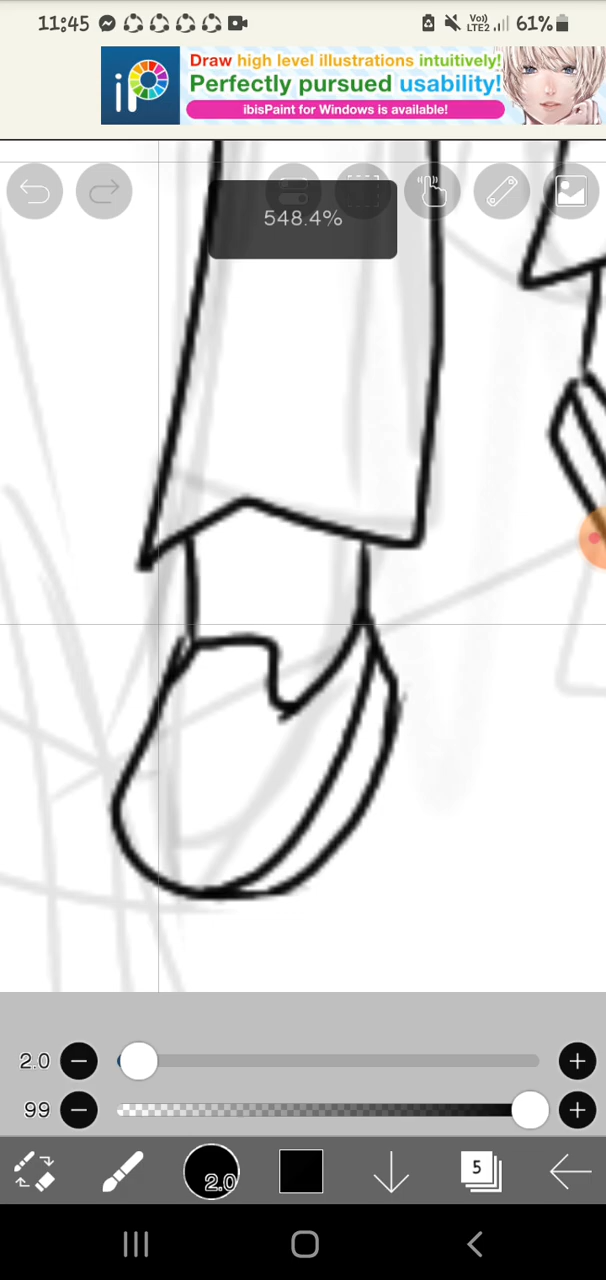 11:45
Vo))
LTE2
61%
iP
Draw high level illustrations intuitively!
Perfectly pursued usability!
ibisPaint for Windows is available!
548.4%
2.0
99
2.0
5